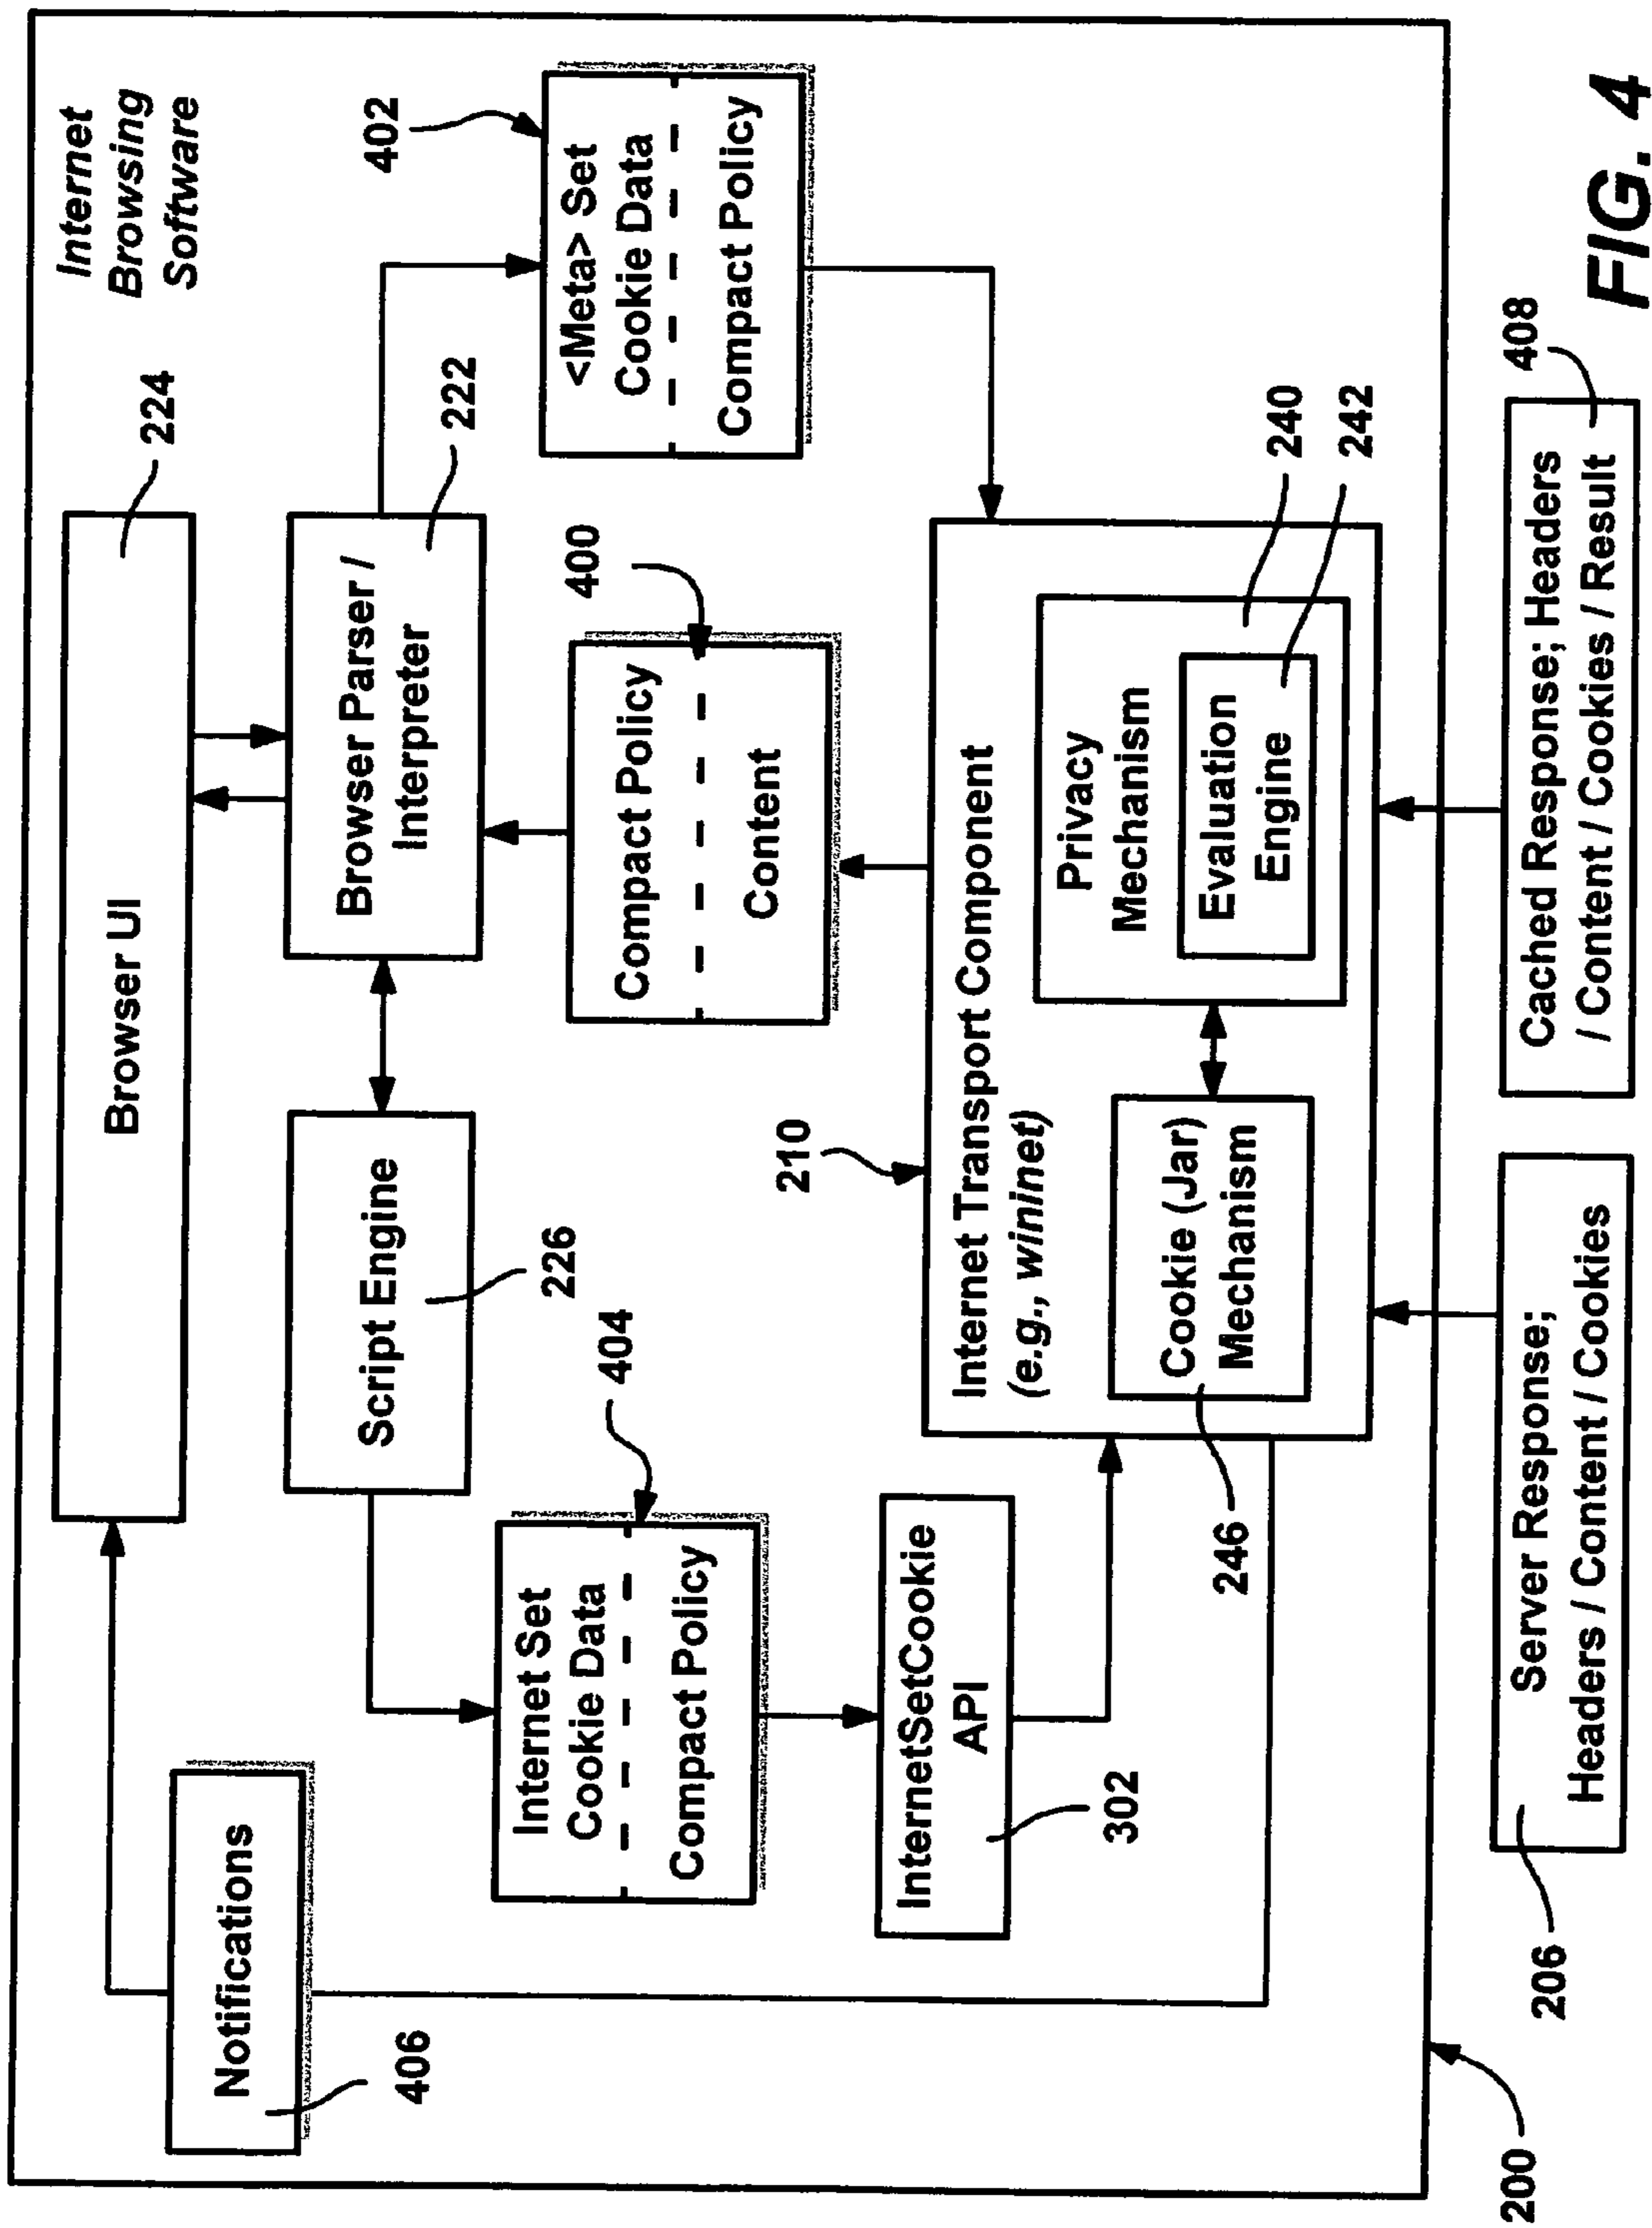 Internet
Browsing
Software
Notifications
406
Browser UI
224
Script Engine
226
Browser Parser /
Interpreter
222
402
<Meta> Set
Cookie Data
Compact Policy
Internet Set
Cookie Data
Compact Policy
404
Compact Policy
Content
400
InternetSetCookie
API
302
210
Internet Transport Component
(e.g., wininet)
Cookie (Jar)
Mechanism
246
Privacy
Mechanism
Evaluation
Engine
240
242
200
206
Server Response;
Headers / Content / Cookies
Cached Response; Headers
/ Content / Cookies / Result
408
FIG. 4